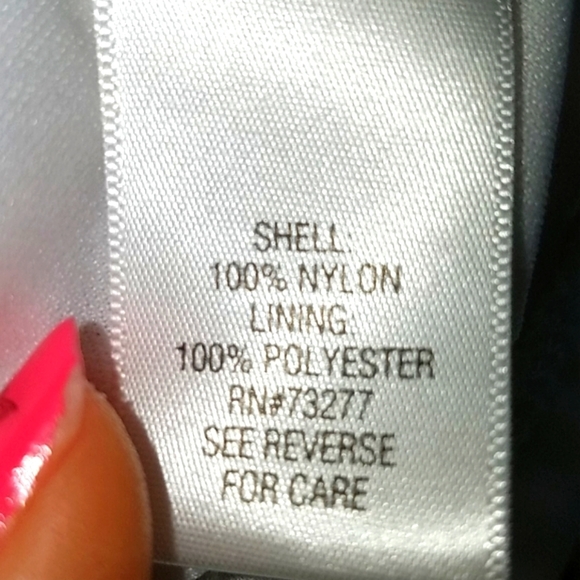 SHELL:
100% NYLON
LINING:
100% POLYESTER
RN#73277
SEE REVERSE
FOR CARE